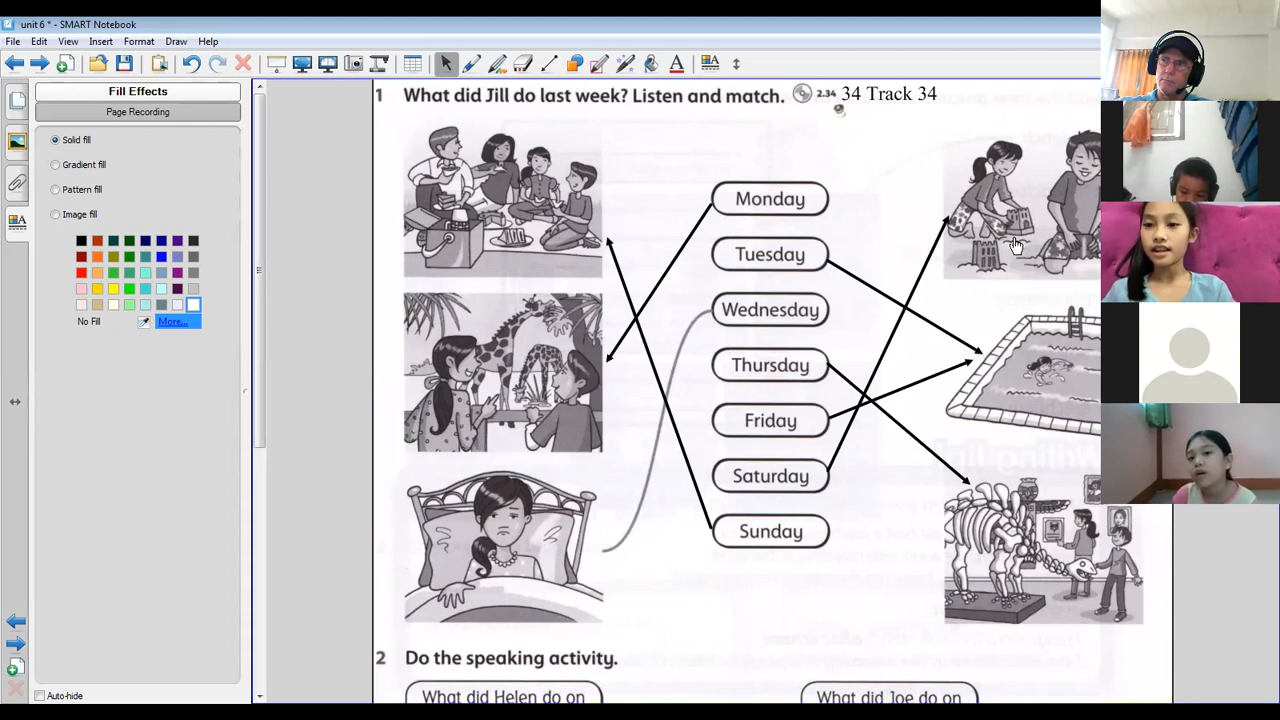 unit 6 * - SMART Notebook
File Edit View Insert Format Draw Help
Fill Effects
Page Recording
Solid fill
Gradient fill
Pattern fill
Image fill
No Fill
More...
Auto-hide
1 What did Jill do last week? Listen and match. 2.34 34 Track 34
Monday
Tuesday
Wednesday
Thursday
Friday
Saturday
Sunday
2 Do the speaking activity.
What did Helen do on
What did Joe do on